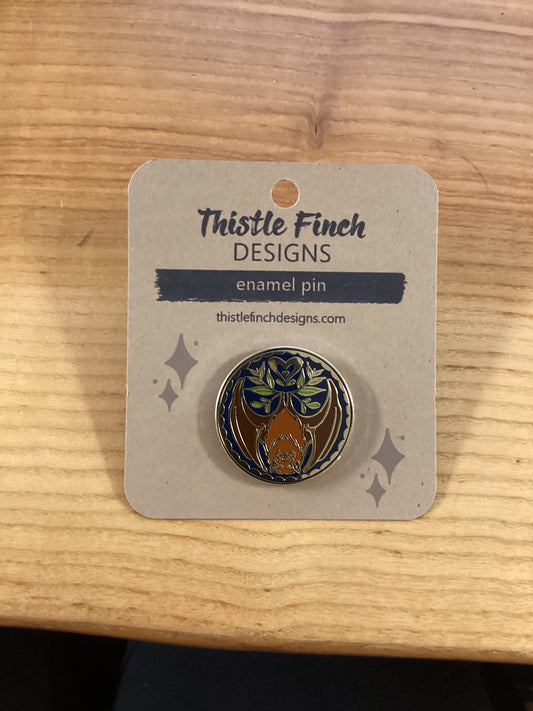 Thistle Finch
DESIGNS
enamel pin
thistlefinchdesigns.com